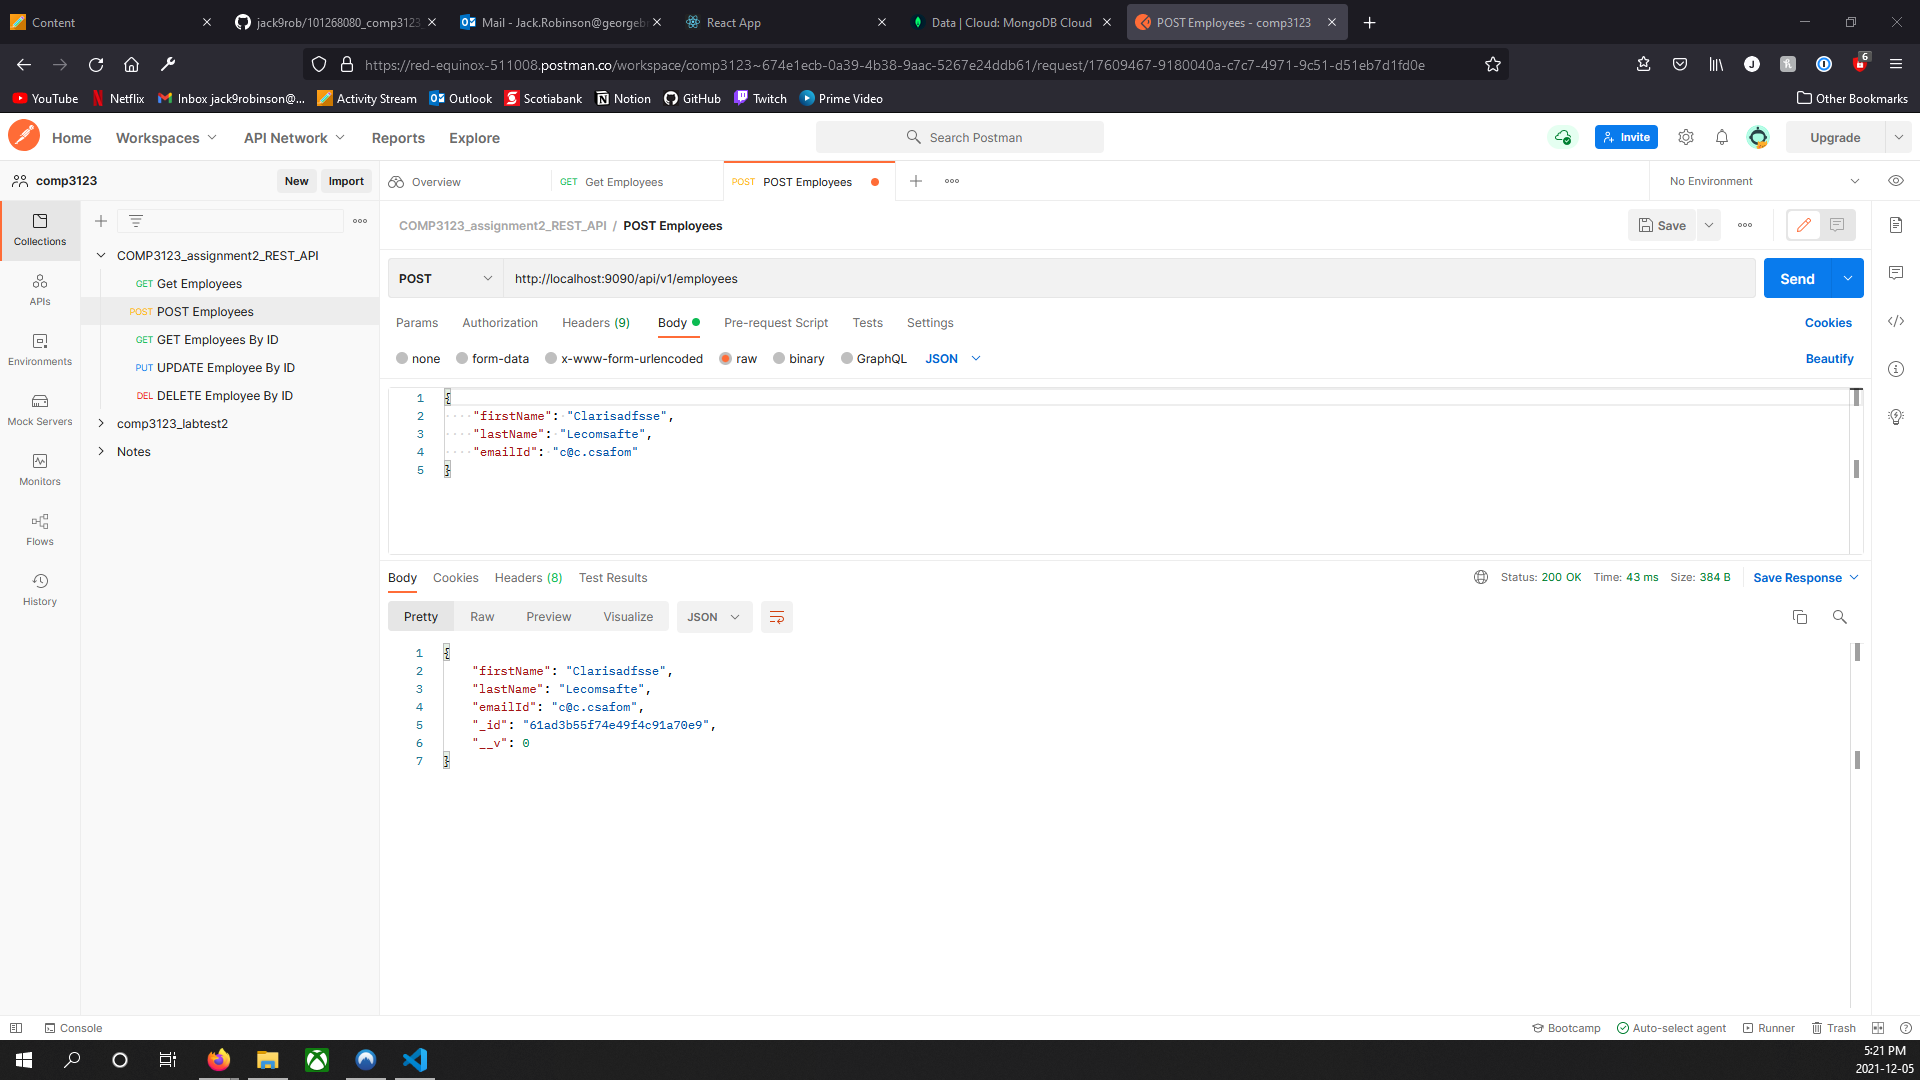 Content
jack9rob/101268080_comp3123_
Mail - Jack.Robinson@georgebr
React App
Data | Cloud: MongoDB Cloud
POST Employees - comp3123
https://red-equinox-511008.postman.co/workspace/comp3123~674e1ecb-0a39-4b38-9aac-5267e24ddb61/request/17609467-9180040a-c7c7-4971-9c51-d51eb7d1fd0e
6
YouTube
Netflix
Inbox jack9robinson@...
Activity Stream
Outlook
Scotiabank
Notion
GitHub
Twitch
Prime Video
Other Bookmarks
Home
Workspaces
API Network
Reports
Explore
Search Postman
Invite
Upgrade
comp3123
New
Import
Overview
GET Get Employees
POST POST Employees
No Environment
Collections
APIs
Environments
Mock Servers
Monitors
Flows
History
COMP3123_assignment2_REST_API
GET Get Employees
POST POST Employees
GET GET Employees By ID
PUT UPDATE Employee By ID
DEL DELETE Employee By ID
comp3123_labtest2
Notes
COMP3123_assignment2_REST_API / POST Employees
Save
POST
http://localhost:9090/api/v1/employees
Send
Params
Authorization
Headers (9)
Body
Pre-request Script
Tests
Settings
Cookies
none
form-data
x-www-form-urlencoded
raw
binary
GraphQL
JSON
Beautify
1 {
2 "firstName": "Clarisadfsse",
3 "lastName": "Lecomsafte",
4 "emailId": "c@c.csafom"
5 }
Body
Cookies
Headers (8)
Test Results
Status: 200 OK
Time: 43 ms
Size: 384 B
Save Response
Pretty
Raw
Preview
Visualize
JSON
1 {
2 "firstName": "Clarisadfsse",
3 "lastName": "Lecomsafte",
4 "emailId": "c@c.csafom",
5 "_id": "61ad3b55f74e49f4c91a70e9",
6 "__v": 0
7 }
Console
Bootcamp
Auto-select agent
Runner
Trash
5:21 PM
2021-12-05